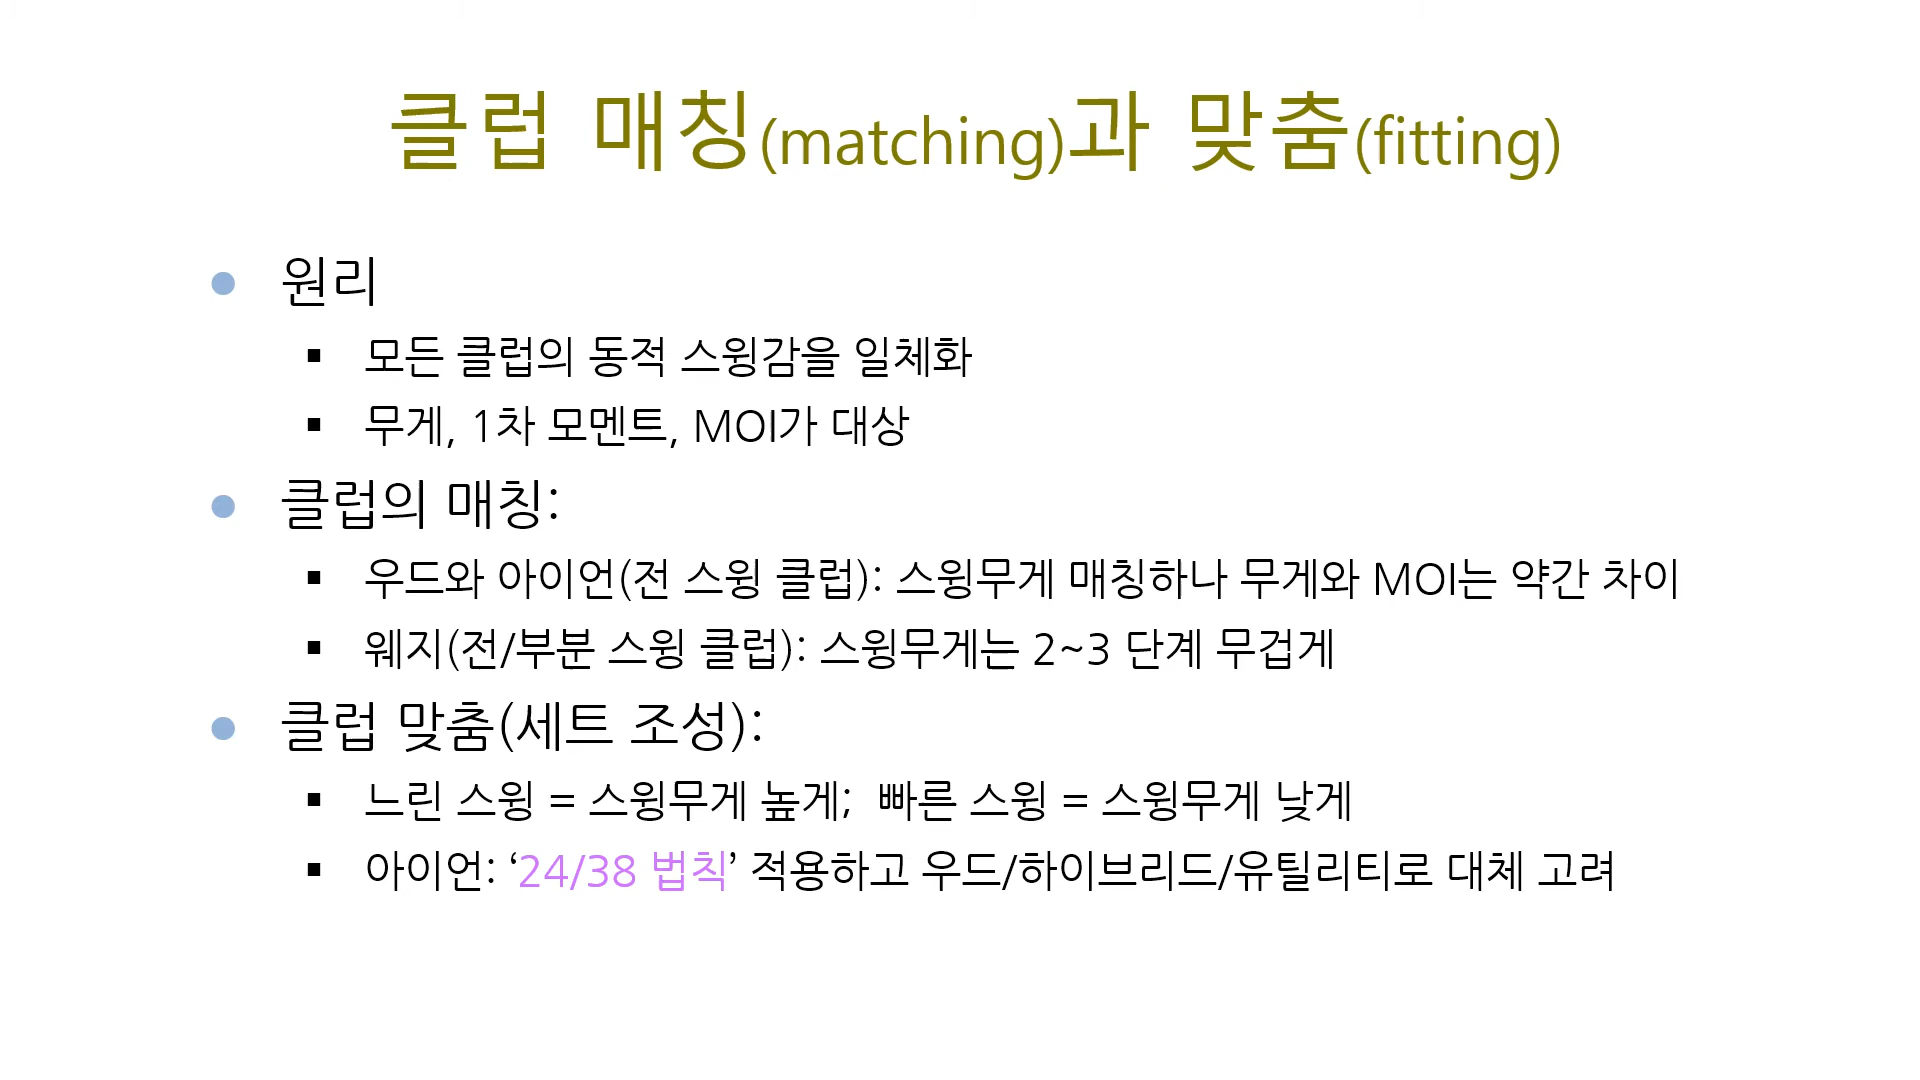 클럽 매칭(matching)과 맞춤(fitting)
● 원리
▪ 모든 클럽의 동적 스윙감을 일체화
▪ 무게, 1차 모멘트, MOI가 대상
● 클럽의 매칭:
▪ 우드와 아이언(전 스윙 클럽): 스윙무게 매칭하나 무게와 MOI는 약간 차이
▪ 웨지(전/부분 스윙 클럽): 스윙무게는 2~3 단계 무겁게
● 클럽 맞춤(세트 조성):
▪ 느린 스윙 = 스윙무게 높게; 빠른 스윙 = 스윙무게 낮게
▪ 아이언: ‘24/38 법칙’ 적용하고 우드/하이브리드/유틸리티로 대체 고려